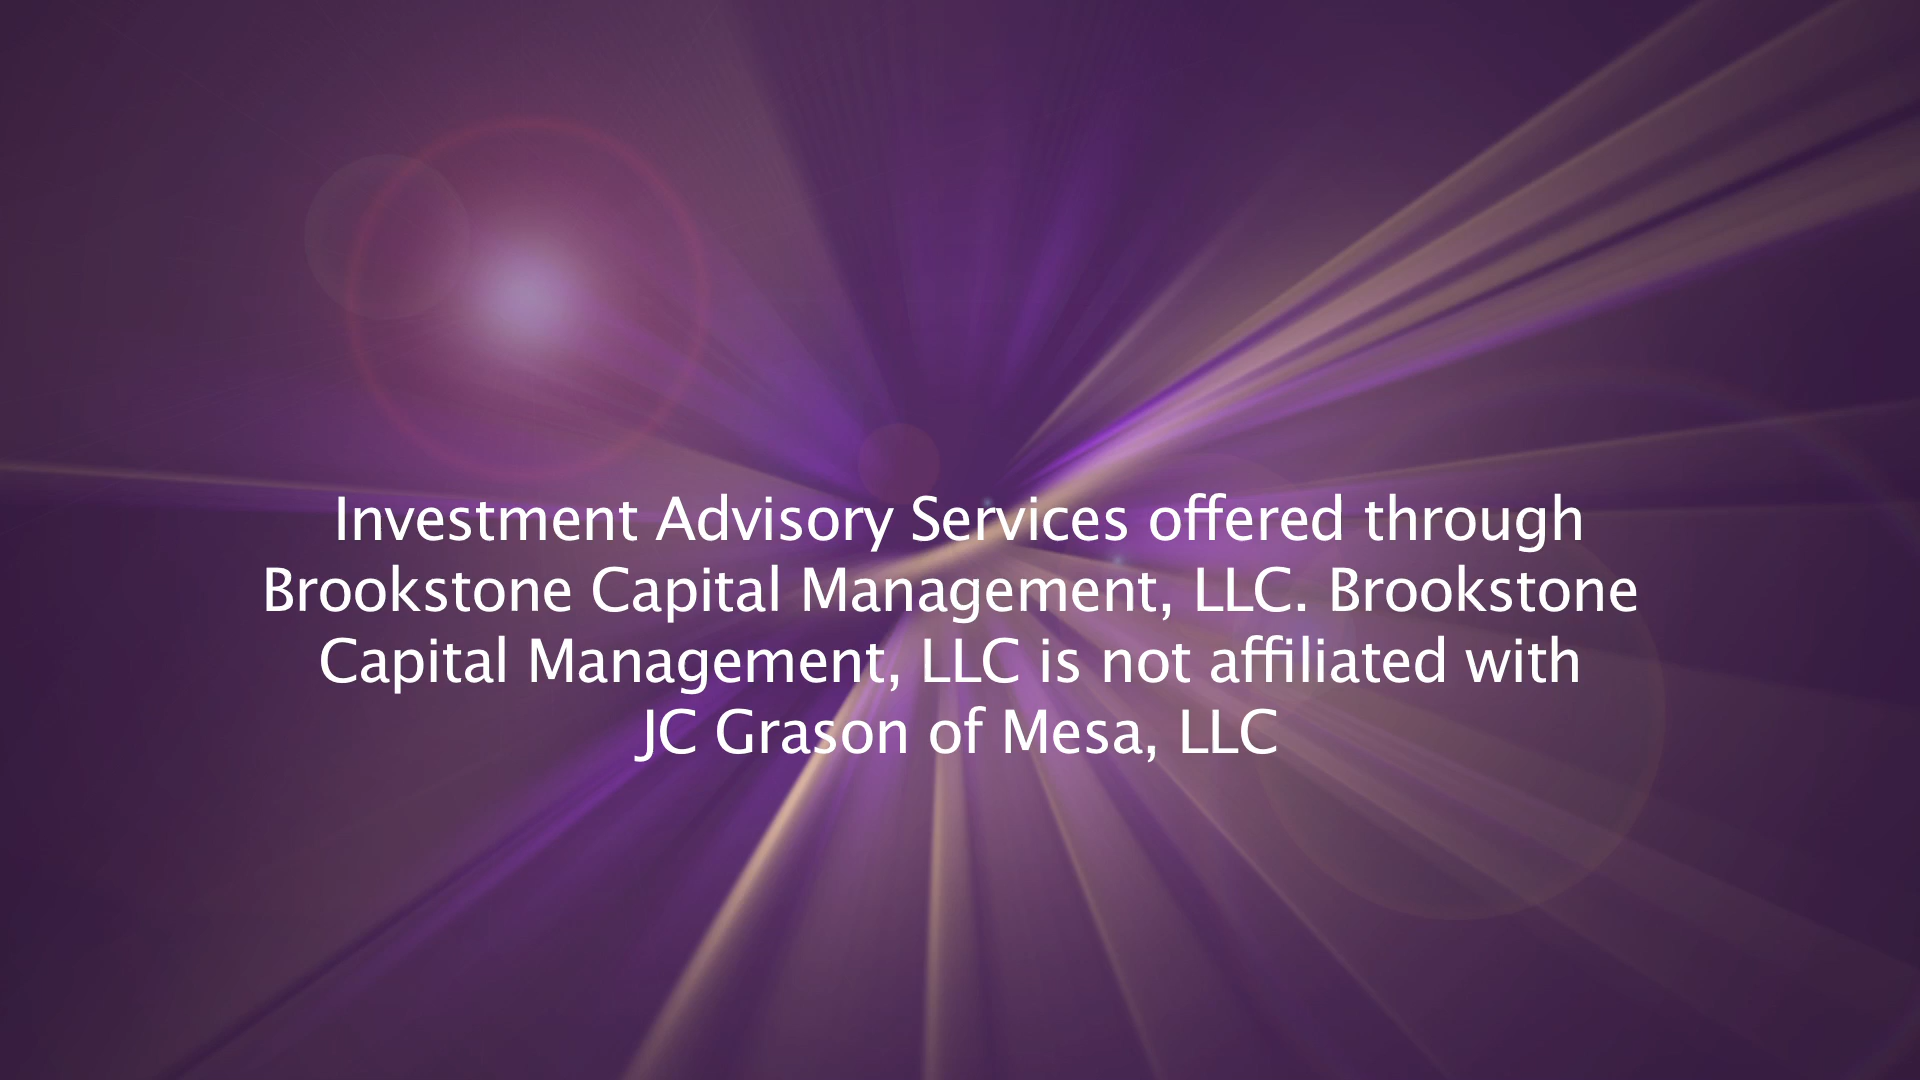 Investment Advisory Services offered through
Brookstone Capital Management, LLC. Brookstone
Capital Management, LLC is not affiliated with
JC Grason of Mesa, LLC